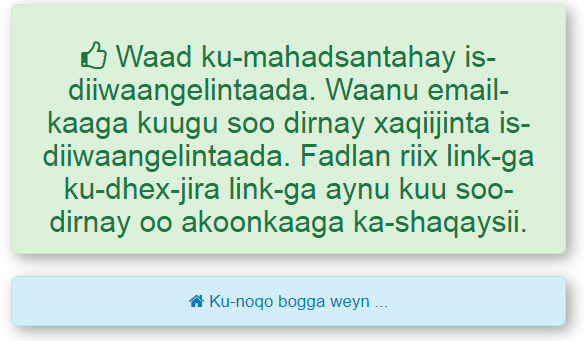 Waad ku-mahadsantahay is-
diiwaangelintaada. Waanu email-
kaaga kuugu soo dirnay xaqiijinta is-
diiwaangelintaada. Fadlan riix link-ga
ku-dhex-jira link-ga aynu kuu soo-
dirnay oo akoonkaaga ka-shaqaysii.
Ku-noqo bogga weyn ...